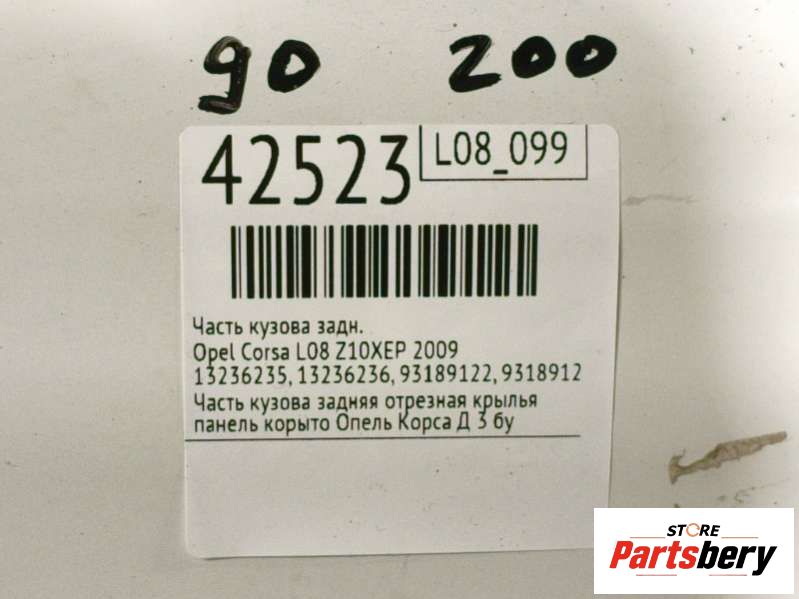 90 200
42523 L08_099
Часть кузова задн.
Opel Corsa L08 Z10XEP 2009
13236235, 13236236, 93189122, 9318912
Часть кузова задняя отрезная крылья
панель корыто Опель Корса Д 3 бу
STORE
Partsbery